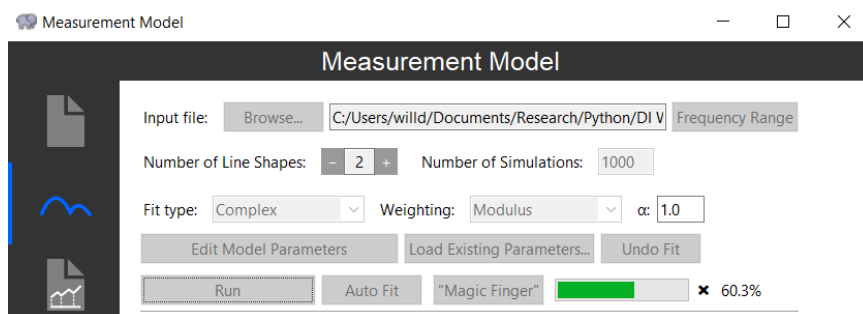 Measurement Model
Measurement Model
Input file: Browse... C:/Users/willd/Documents/Research/Python/DI V Frequency Range
Number of Line Shapes: − 2 + Number of Simulations: 1000
Fit type: Complex Weighting: Modulus α: 1.0
Edit Model Parameters Load Existing Parameters... Undo Fit
Run Auto Fit "Magic Finger" 60.3%